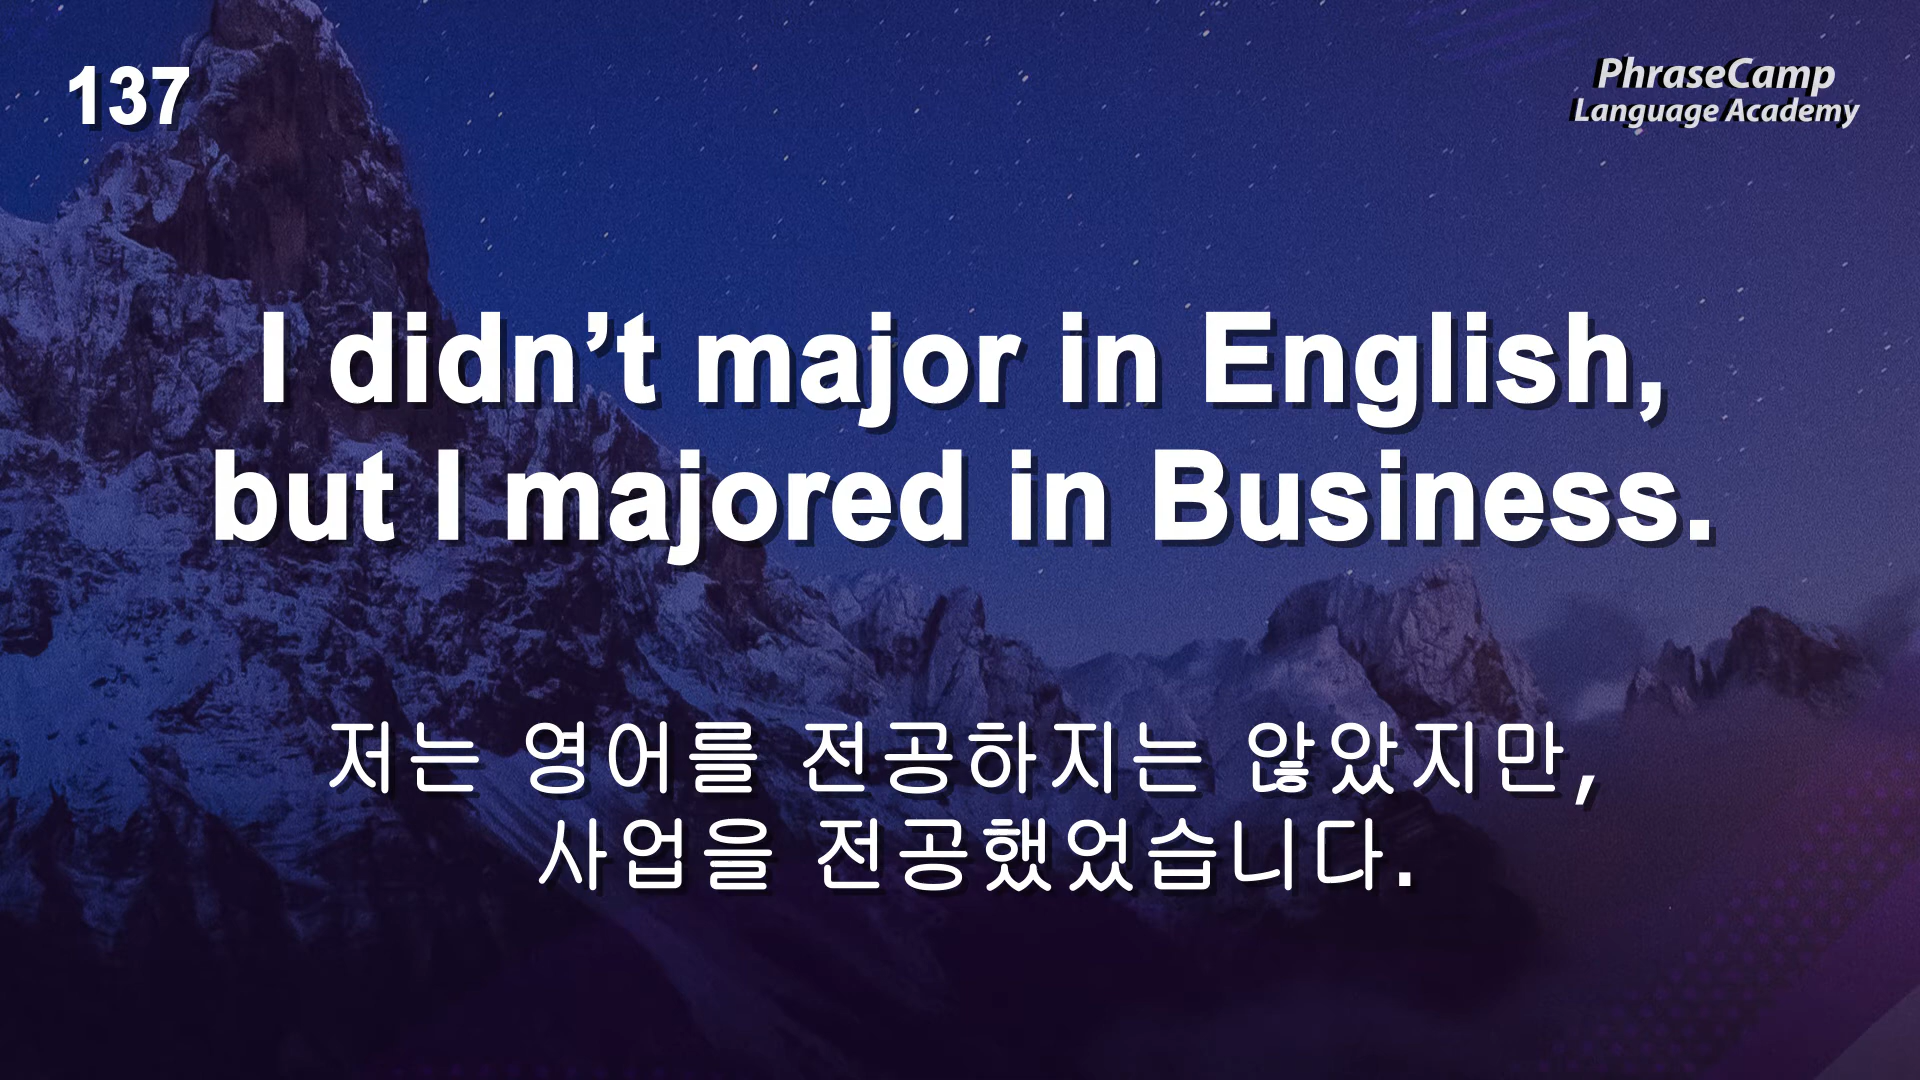 137
PhraseCamp
Language Academy
I didn’t major in English,
but I majored in Business.
저는 영어를 전공하지는 않았지만,
사업을 전공했었습니다.